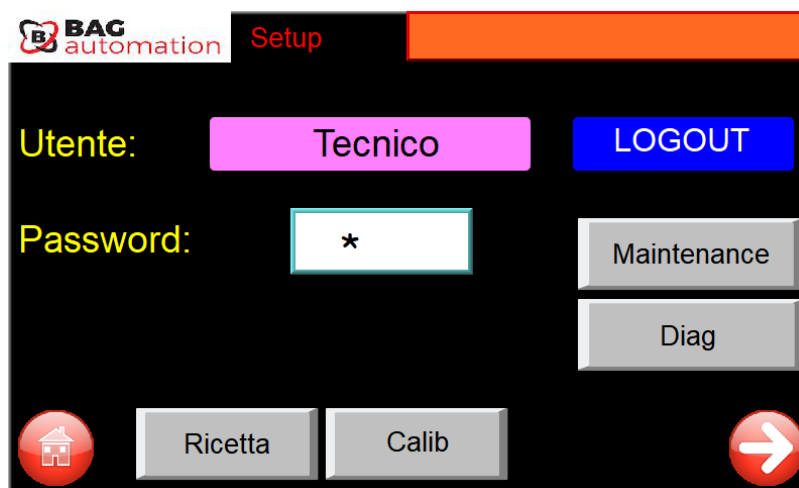 BAG
automation
Setup
Utente:
Tecnico
LOGOUT
Password:
*
Maintenance
Diag
Ricetta
Calib